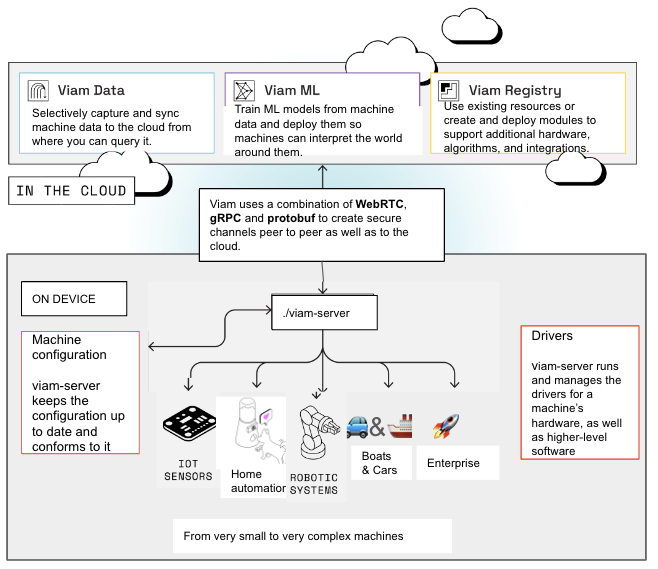 Viam Data
Selectively capture and sync
machine data to the cloud from
where you can query it.
Viam ML
Train ML models from machine
data and deploy them so
machines can interpret the world
around them.
Viam Registry
Use existing resources or
create and deploy modules to
support additional hardware,
algorithms, and integrations.
IN THE CLOUD
Viam uses a combination of WebRTC,
gRPC and protobuf to create secure
channels peer to peer as well as to the
cloud.
ON DEVICE
./viam-server
Machine
configuration
viam-server
keeps the
configuration up
to date and
conforms to it
Drivers
viam-server runs
and manages the
drivers for a
machine's
hardware, as well
as higher-level
software
IOT
SENSORS
Home
automation
ROBOTIC
SYSTEMS
&
Boats
& Cars
Enterprise
From very small to very complex machines